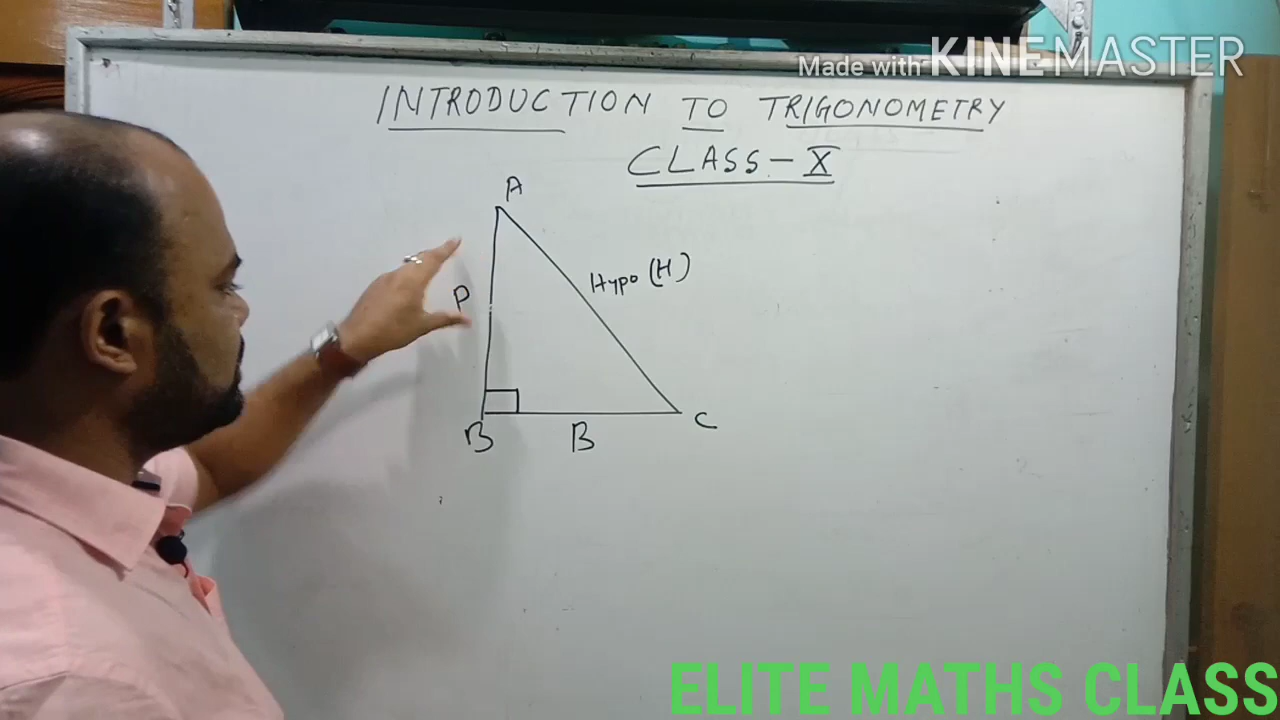 Made with KINEMASTER
INTRODUCTION TO TRIGONOMETRY
CLASS - X
A
Hypo (H)
P
B
B
C
ELITE MATHS CLASS